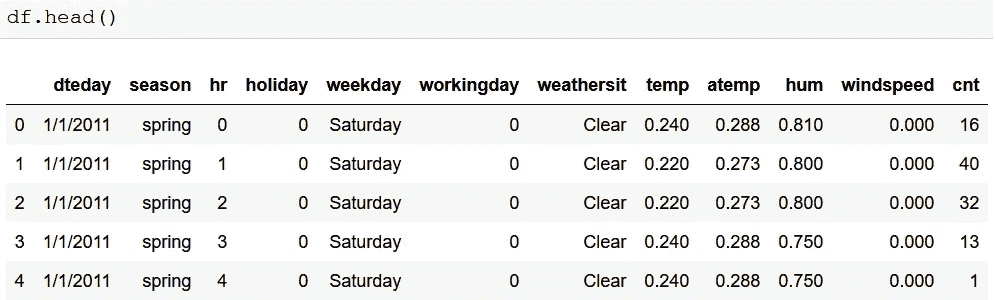 df.head()
dteday season hr holiday weekday workingday weathersit temp atemp hum windspeed cnt
0 1/1/2011 spring 0 0 Saturday 0 Clear 0.240 0.288 0.810 0.000 16
1 1/1/2011 spring 1 0 Saturday 0 Clear 0.220 0.273 0.800 0.000 40
2 1/1/2011 spring 2 0 Saturday 0 Clear 0.220 0.273 0.800 0.000 32
3 1/1/2011 spring 3 0 Saturday 0 Clear 0.240 0.288 0.750 0.000 13
4 1/1/2011 spring 4 0 Saturday 0 Clear 0.240 0.288 0.750 0.000 1